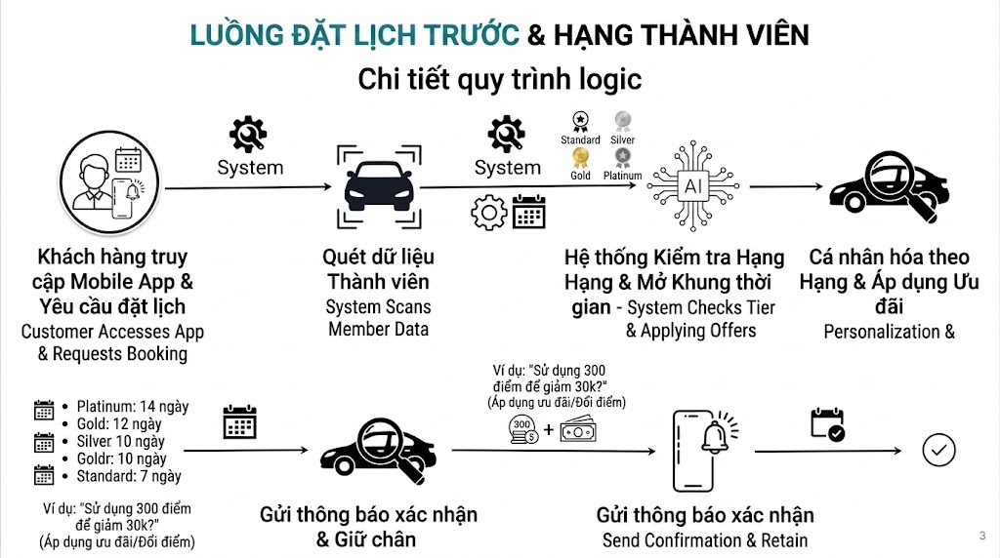 LUỒNG ĐẶT LỊCH TRƯỚC & HẠNG THÀNH VIÊN
Chi tiết quy trình logic
System
System
Standard
Silver
Gold
Platinum
AI
Khách hàng truy
cập Mobile App &
Yêu cầu đặt lịch
Customer Accesses App
& Requests Booking
Quét dữ liệu
Thành viên
System Scans
Member Data
Hệ thống Kiểm tra Hạng
Hạng & Mở Khung thời
gian - System Checks Tier
& Applying Offers
Cá nhân hóa theo
Hạng & Áp dụng Ưu
đãi
Personalization &
• Platinum: 14 ngày
• Gold: 12 ngày
• Silver 10 ngày
• Goldr: 10 ngày
• Standard: 7 ngày
Ví dụ: "Sử dụng 300 điểm
để giảm 30k?"
(Áp dụng ưu đãi/Đổi điểm)
Gửi thông báo xác nhận
& Giữ chân
Ví dụ: "Sử dụng 300
điểm để giảm 30k?"
(Áp dụng ưu đãi/Đổi điểm)
300
$
+
Gửi thông báo xác nhận
Send Confirmation & Retain
3